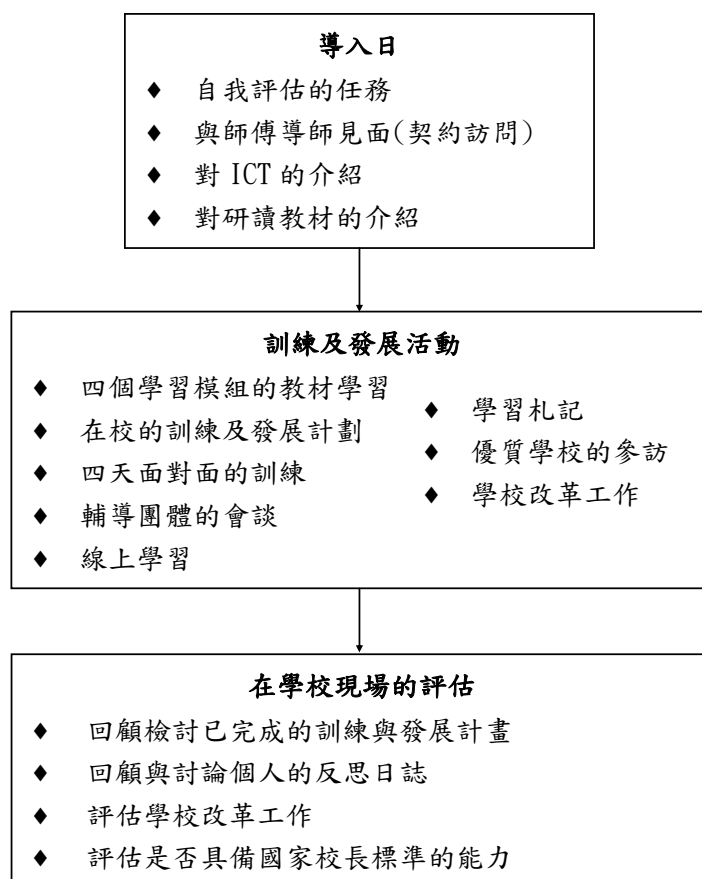 導入日
◆ 自我評估的任務
◆ 與師傅導師見面(契約訪問)
◆ 對 ICT 的介紹
◆ 對研讀教材的介紹
訓練及發展活動
◆ 四個學習模組的教材學習
◆ 在校的訓練及發展計劃
◆ 四天面對面的訓練
◆ 輔導團體的會談
◆ 線上學習
◆ 學習札記
◆ 優質學校的參訪
◆ 學校改革工作
在學校現場的評估
◆ 回顧檢討已完成的訓練與發展計畫
◆ 回顧與討論個人的反思日誌
◆ 評估學校改革工作
◆ 評估是否具備國家校長標準的能力